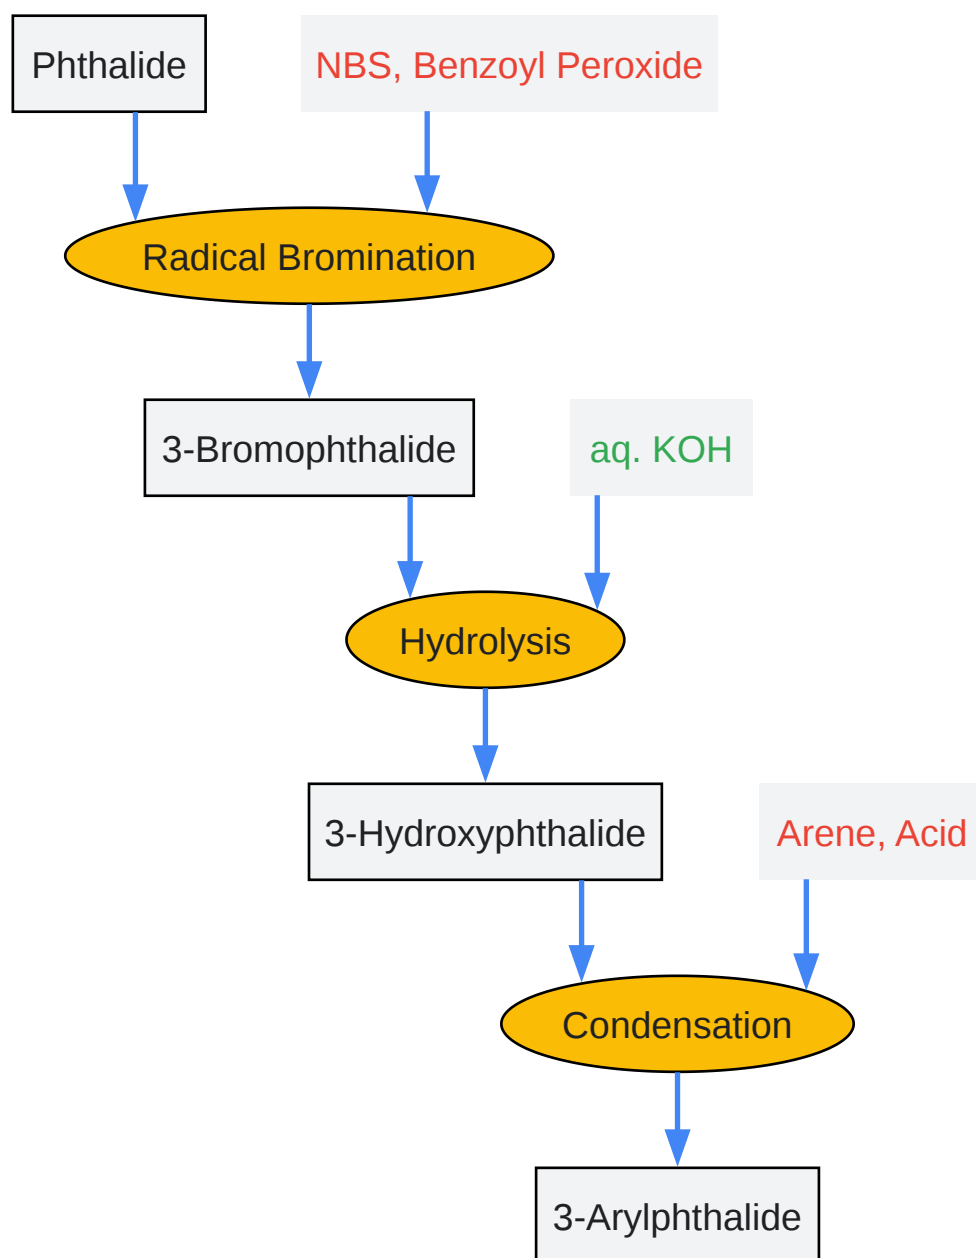 Phthalide
NBS, Benzoyl Peroxide
Radical Bromination
3-Bromophthalide
aq. KOH
Hydrolysis
3-Hydroxyphthalide
Arene, Acid
Condensation
3-Arylphthalide